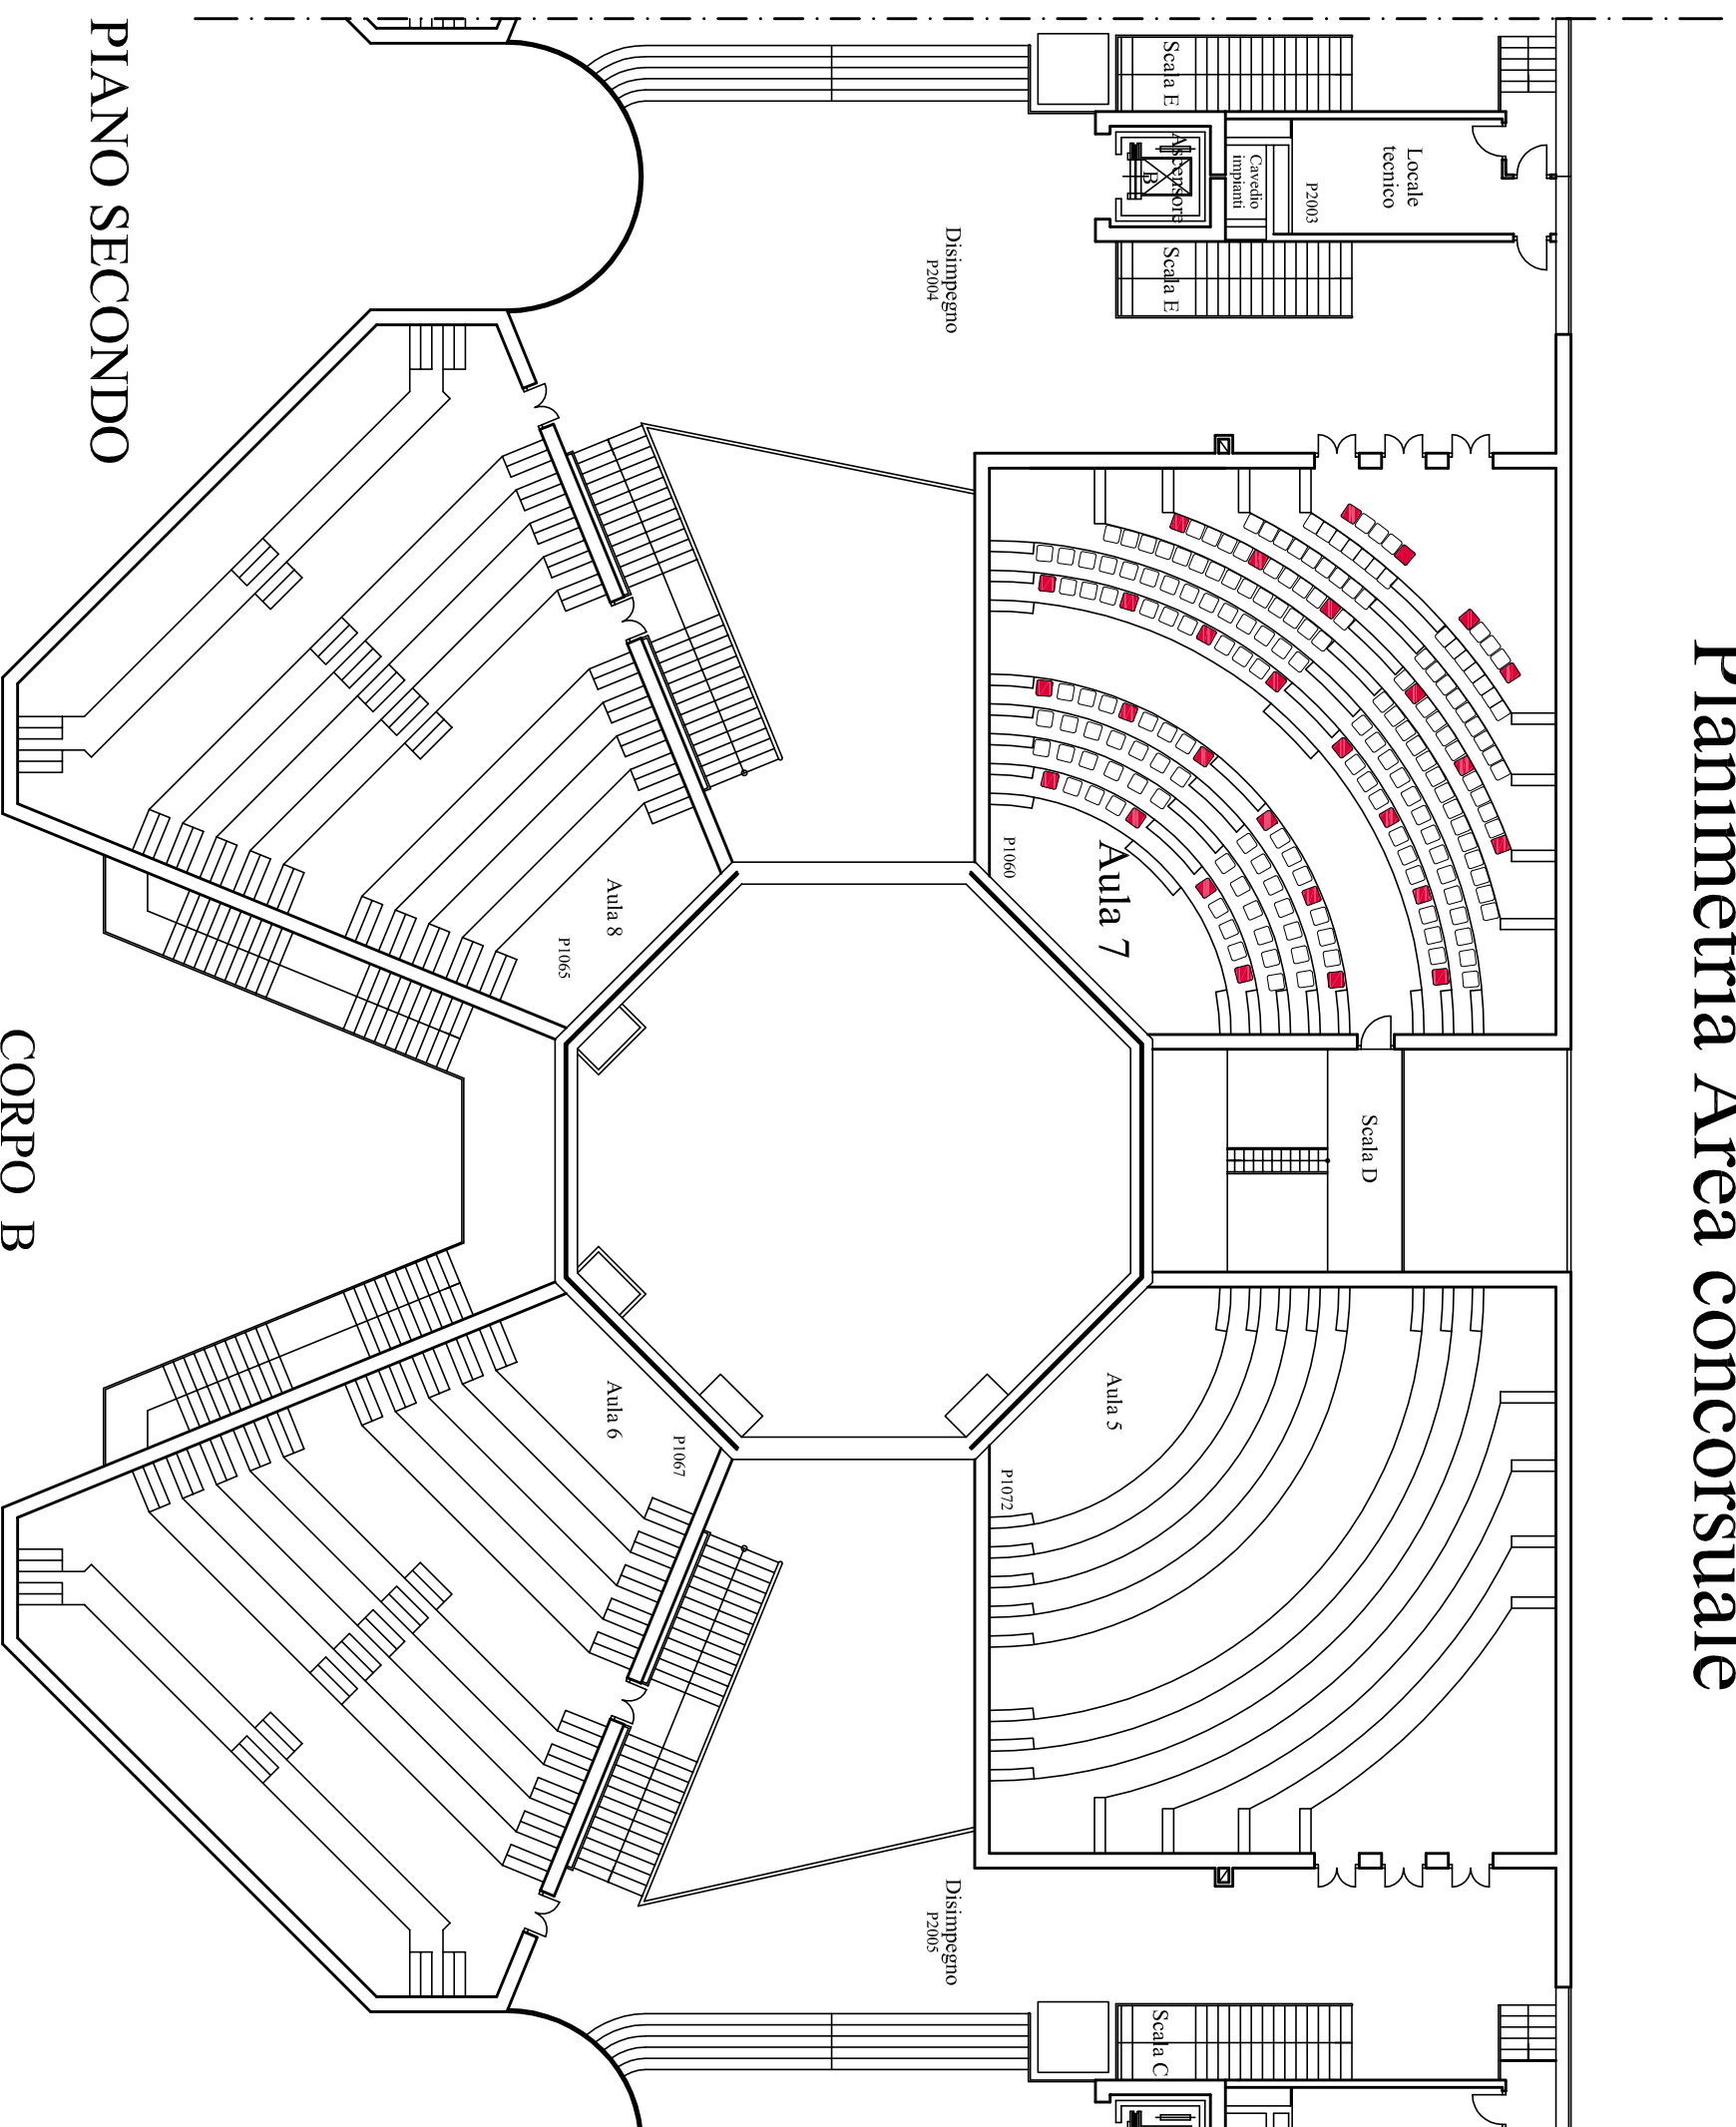 Planimetria Area concorsuale
Scala E
Ascensore
B
Scala E
Cavedio
impianti
P2003
Locale
tecnico
Disimpegno
P2004
P1060
Aula 7
Scala D
Aula 8
P1065
Aula 6
P1067
Aula 5
P1072
Disimpegno
P2005
Scala C
PIANO SECONDO
CORPO B